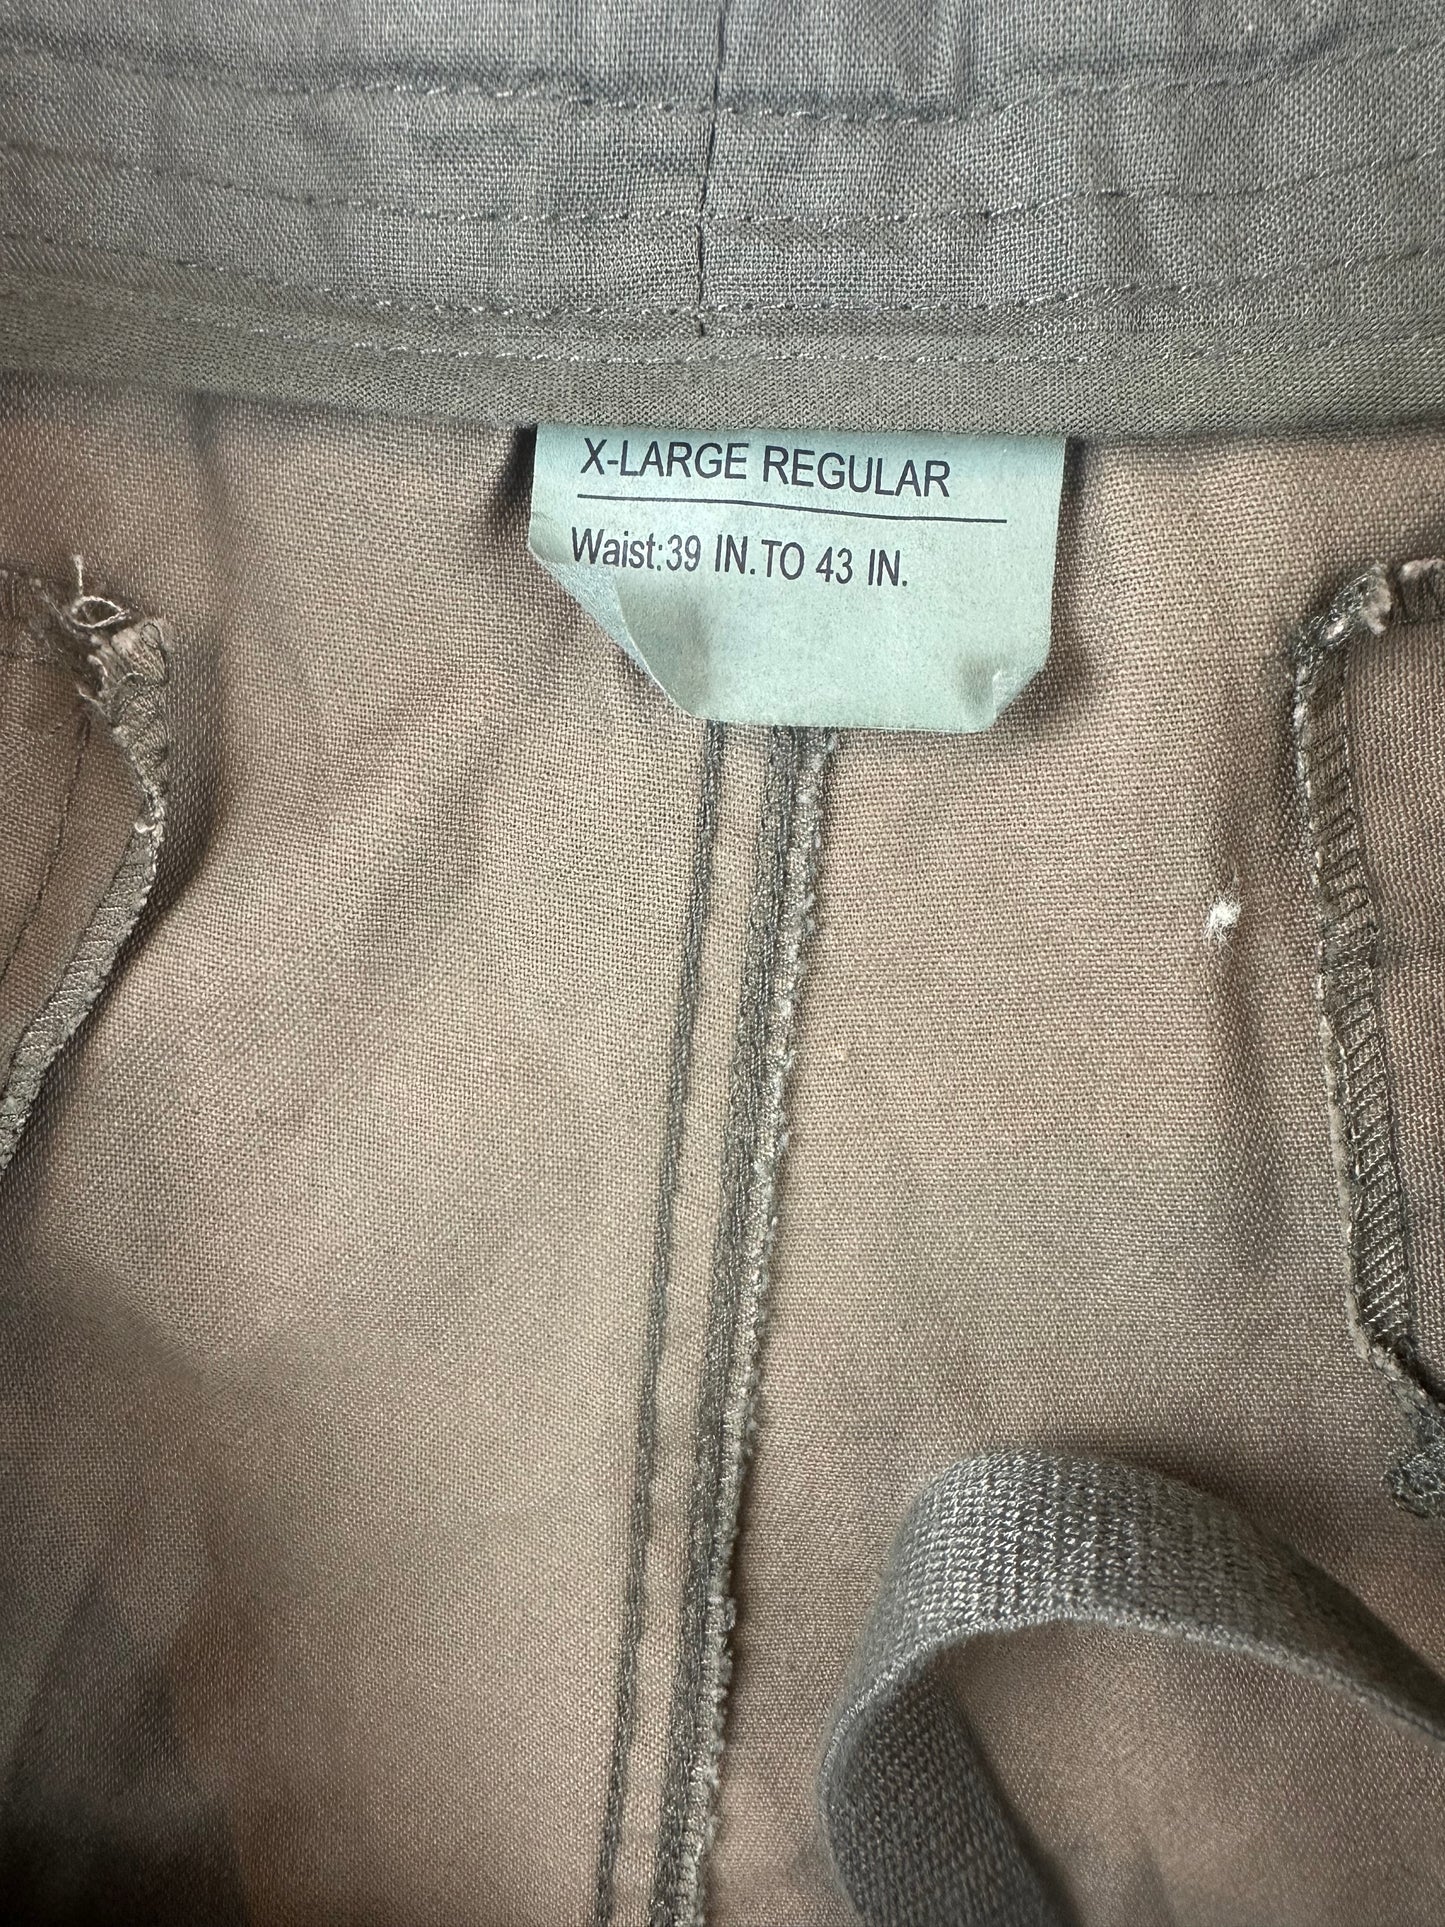 X-LARGE REGULAR
Waist:39 IN.TO 43 IN.